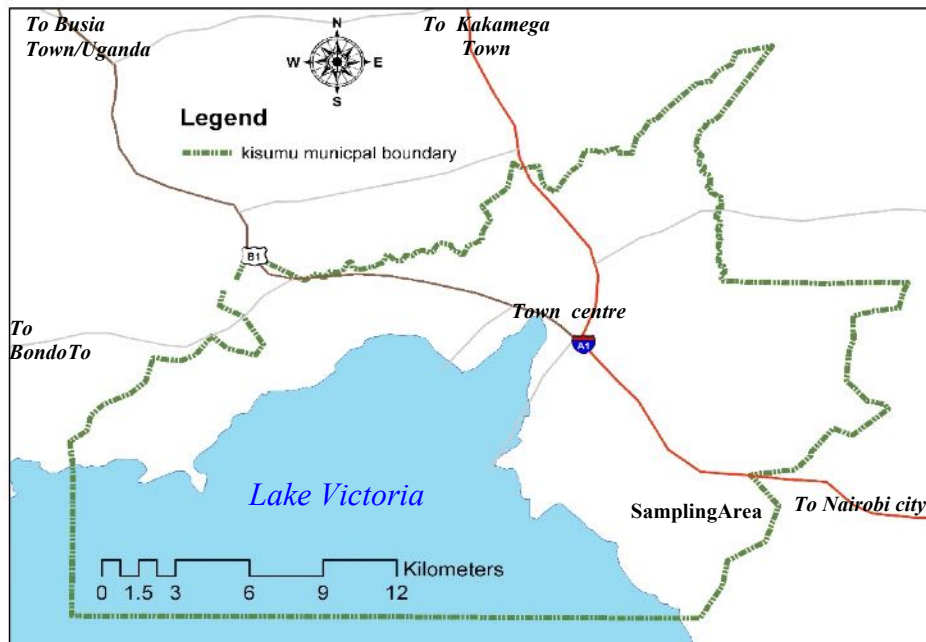 To Busia
Town/Uganda
To Kakamega
Town
N
W
E
S
Legend
kisumu municpal boundary
B1
To
BondoTo
Town centre
A1
Lake Victoria
SamplingArea
To Nairobi city
Kilometers
0 1.5 3 6 9 12